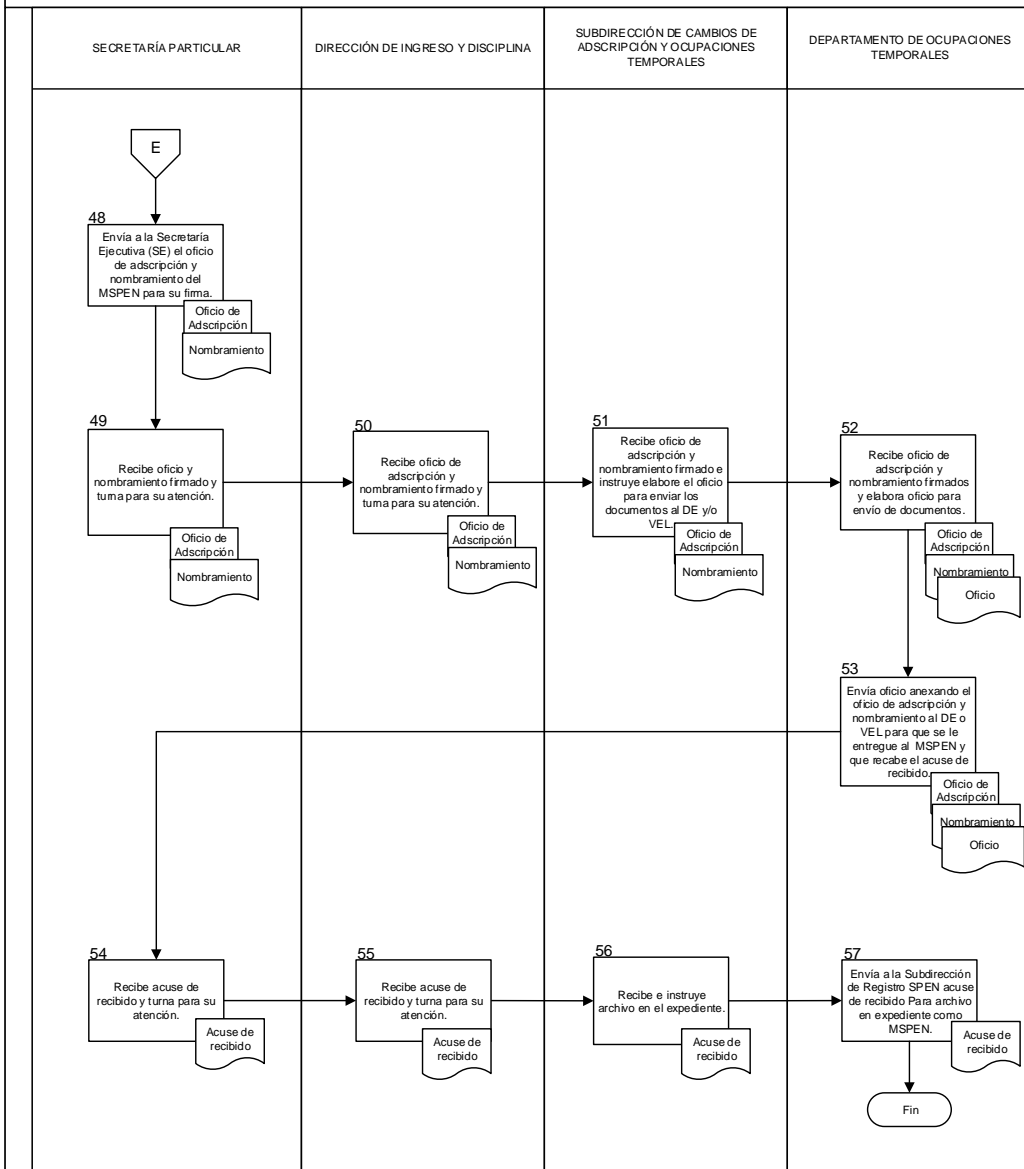 SECRETARÍA PARTICULAR
DIRECCIÓN DE INGRESO Y DISCIPLINA
SUBDIRECCIÓN DE CAMBIOS DE
ADSCRIPCIÓN Y OCUPACIONES
TEMPORALES
DEPARTAMENTO DE OCUPACIONES
TEMPORALES
E
48
Envía a la Secretaría
Ejecutiva (SE) el oficio
de adscripción y
nombramiento del
MSPEN para su firma.
Oficio de
Adscripción
Nombramiento
49
Recibe oficio y
nombramiento firmado y
turna para su atención.
Oficio de
Adscripción
Nombramiento
50
Recibe oficio de
adscripción y
nombramiento firmado y
turna para su atención.
Oficio de
Adscripción
Nombramiento
51
Recibe oficio de
adscripción y
nombramiento firmado e
instruye elabore el oficio
para enviar los
documentos al DE y/o
VEL.
Oficio de
Adscripción
Nombramiento
52
Recibe oficio de
adscripción y
nombramiento firmados
y elabora oficio para
envío de documentos.
Oficio de
Adscripción
Nombramiento
Oficio
53
Envía oficio anexando el
oficio de adscripción y
nombramiento al DE o
VEL para que se le
entregue al MSPEN y
que recabe el acuse de
recibido.
Oficio de
Adscripción
Nombramiento
Oficio
54
Recibe acuse de
recibido y turna para su
atención.
Acuse de
recibido
55
Recibe acuse de
recibido y turna para su
atención.
Acuse de
recibido
56
Recibe e instruye
archivo en el expediente.
Acuse de
recibido
57
Envía a la Subdirección
de Registro SPEN acuse
de recibido Para archivo
en expediente como
MSPEN.
Acuse de
recibido
Fin